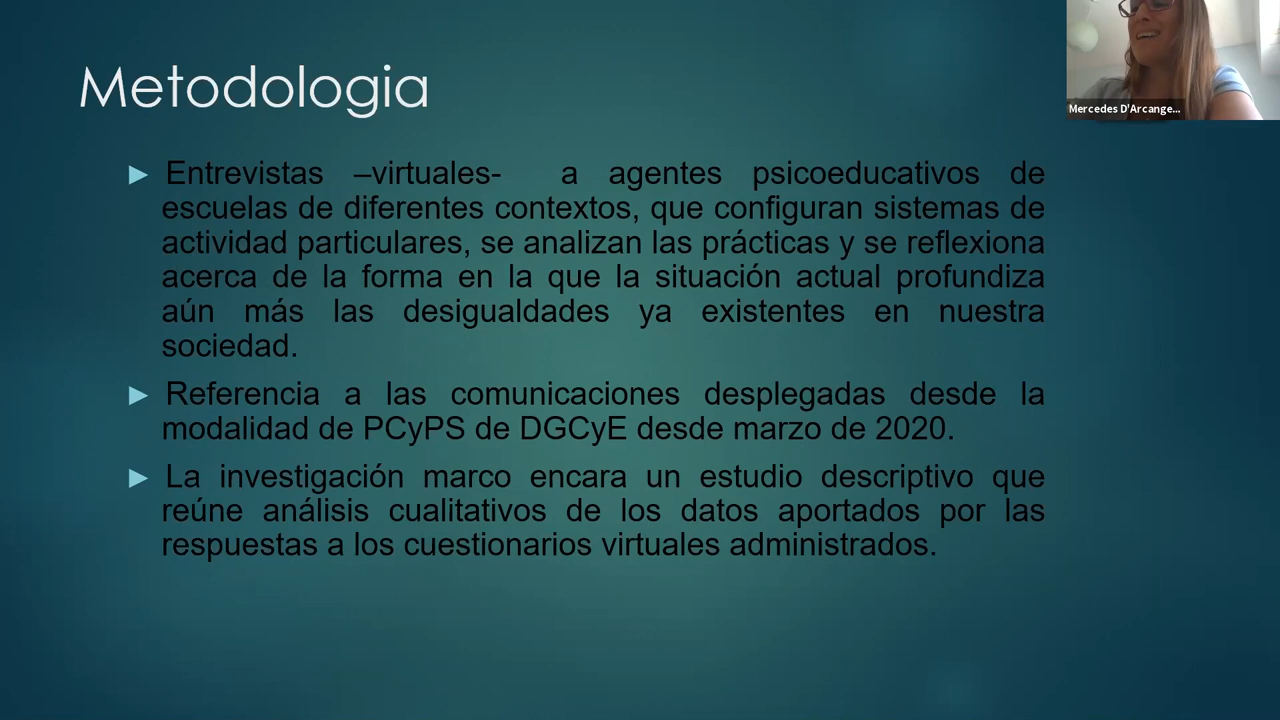 Metodologia
Mercedes D'Arcange...
► Entrevistas –virtuales- a agentes psicoeducativos de
escuelas de diferentes contextos, que configuran sistemas de
actividad particulares, se analizan las prácticas y se reflexiona
acerca de la forma en la que la situación actual profundiza
aún más las desigualdades ya existentes en nuestra
sociedad.
► Referencia a las comunicaciones desplegadas desde la
modalidad de PCyPS de DGCyE desde marzo de 2020.
► La investigación marco encara un estudio descriptivo que
reúne análisis cualitativos de los datos aportados por las
respuestas a los cuestionarios virtuales administrados.